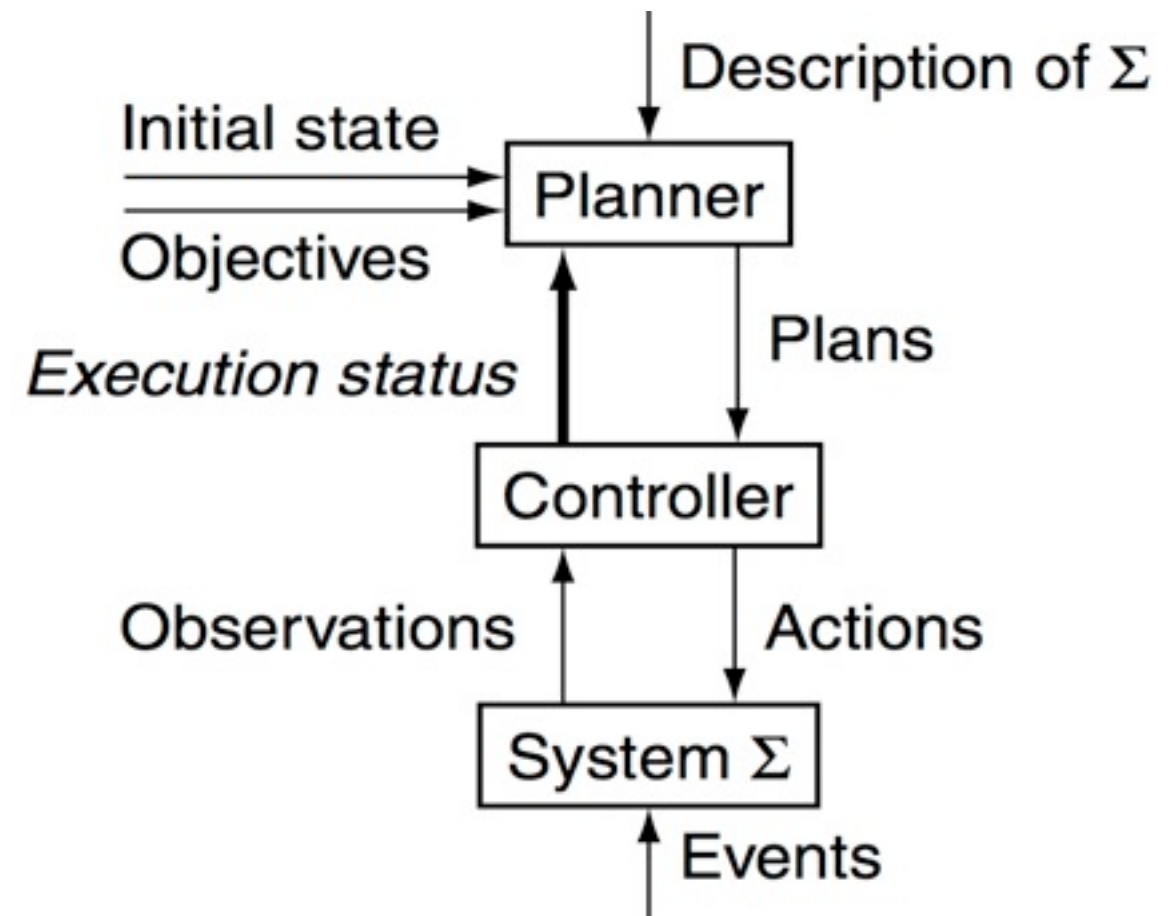 Description of Σ
Initial state
Planner
Objectives
Plans
Execution status
Controller
Observations
Actions
System Σ
Events